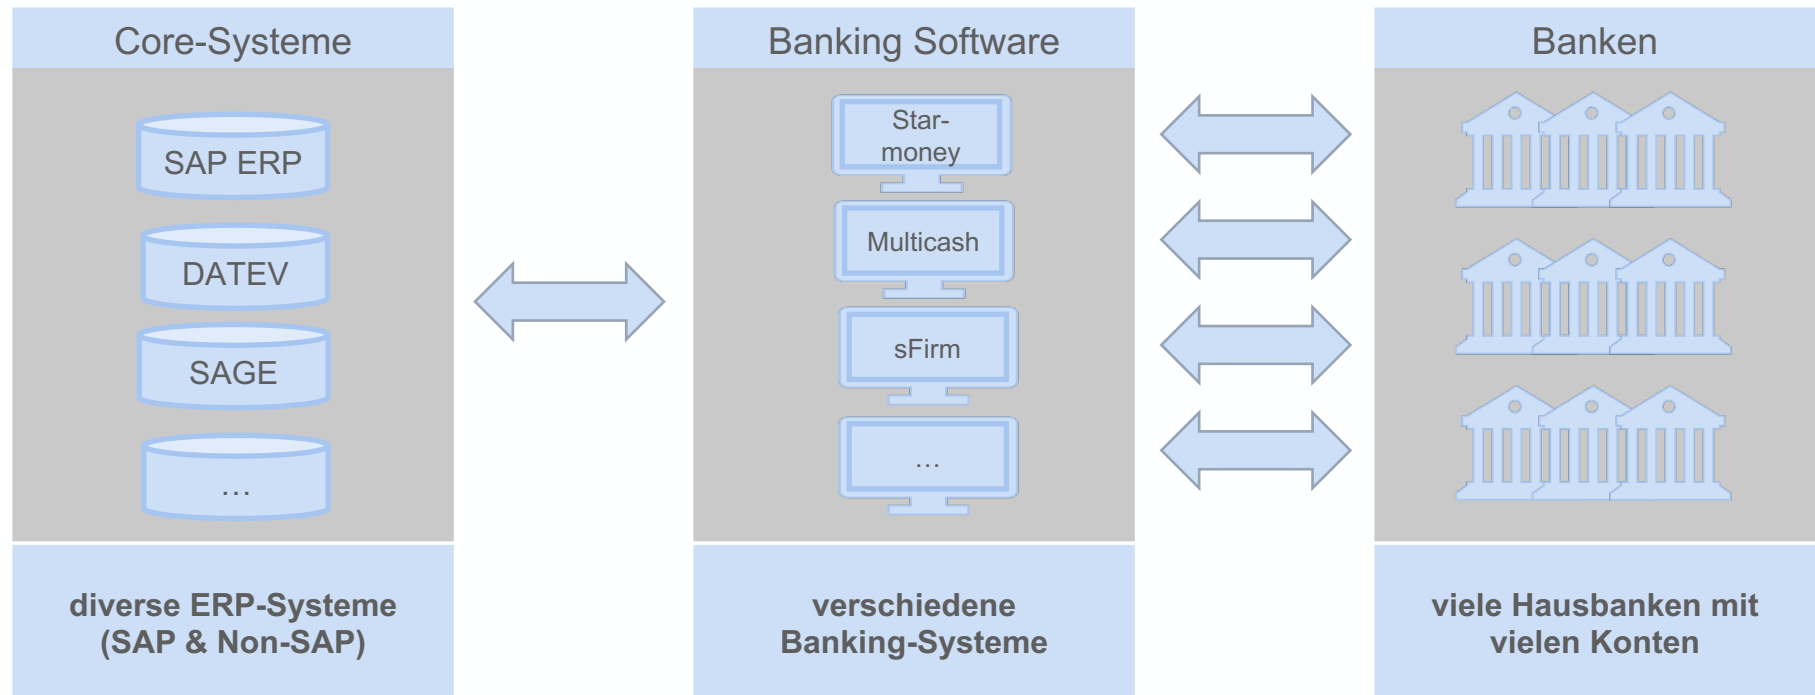 Core-Systeme
SAP ERP
DATEV
SAGE
...
diverse ERP-Systeme
(SAP & Non-SAP)
Banking Software
Star-
money
Multicash
sFirm
...
verschiedene
Banking-Systeme
Banken
viele Hausbanken mit
vielen Konten